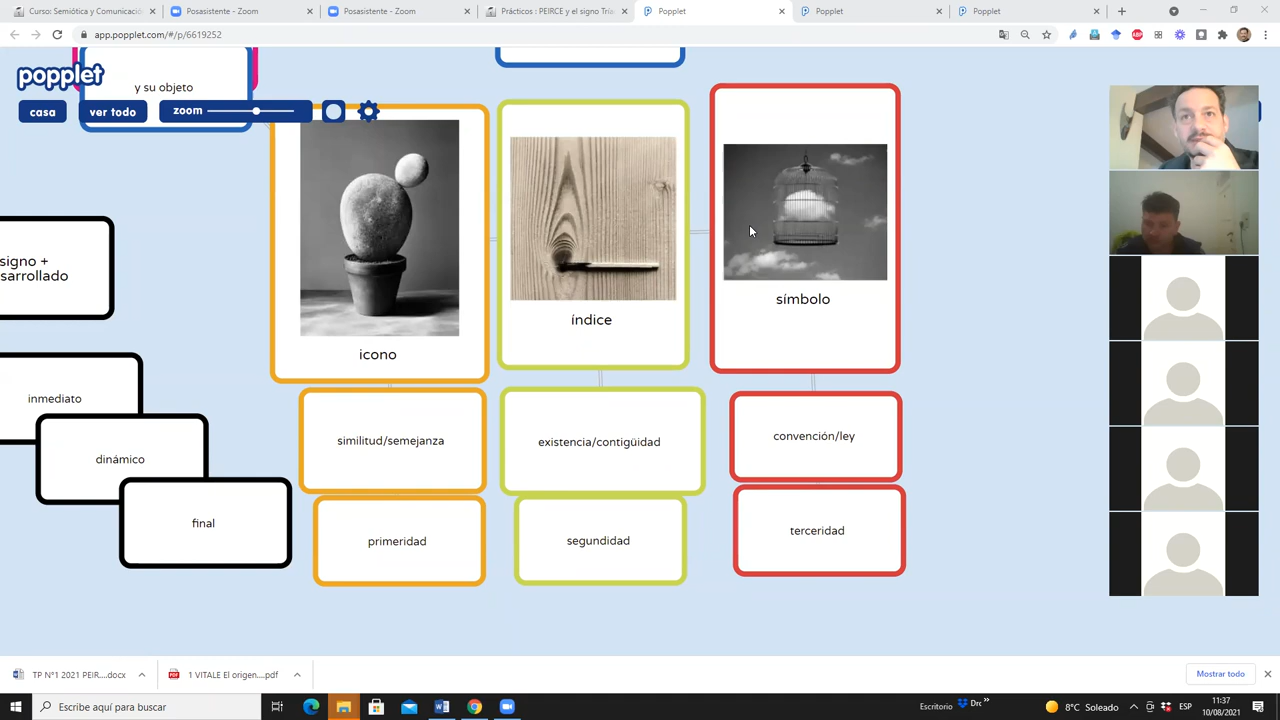 Curso: Semiótica y Comunicació
Posasistente - Zoom
Posasistente - Zoom
Prácticos : PEIRCE y el signo Tría
Popplet
Popplet
Popplet
app.popplet.com/#/p/6619252
popplet
y su objeto
casa
ver todo
zoom
signo +
sarrollado
inmediato
dinámico
final
icono
similitud/semejanza
primeridad
índice
existencia/contigüidad
segundidad
símbolo
convención/ley
terceridad
TP N°1 2021 PEIR....docx
1 VITALE El origen....pdf
Mostrar todo
Escribe aquí para buscar
Escritorio
8°C Soleado
ESP
11:37
10/08/2021